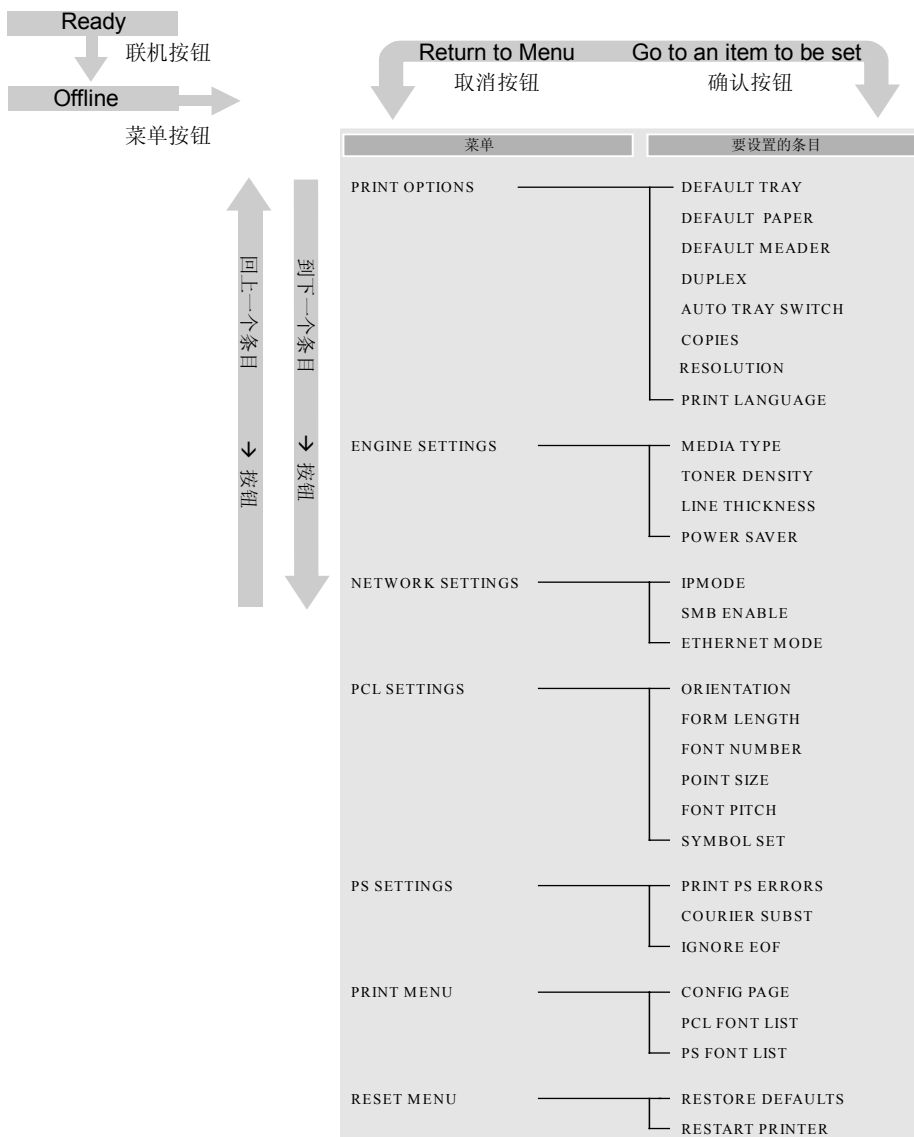 Ready
联机按钮
Offline
菜单按钮
Return to Menu Go to an item to be set
取消按钮 确认按钮
菜单 要设置的条目
回上一个条目 → 按钮
到下一个条目 → 按钮
PRINT OPTIONS DEFAULT TRAY
DEFAULT PAPER
DEFAULT MEADER
DUPLEX
AUTO TRAY SWITCH
COPIES
RESOLUTION
PRINT LANGUAGE
ENGINE SETTINGS MEDIA TYPE
TONER DENSITY
LINE THICKNESS
POWER SAVER
NETWORK SETTINGS IPMODE
SMB ENABLE
ETHERNET MODE
PCL SETTINGS ORIENTATION
FORM LENGTH
FONT NUMBER
POINT SIZE
FONT PITCH
SYMBOL SET
PS SETTINGS PRINT PS ERRORS
COURIER SUBST
IGNORE EOF
PRINT MENU CONFIG PAGE
PCL FONT LIST
PS FONT LIST
RESET MENU RESTORE DEFAULTS
RESTART PRINTER